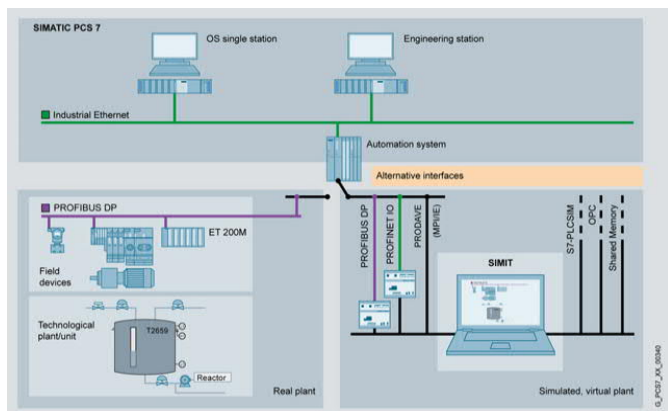 SIMATIC PCS 7
OS single station
Engineering station
Industrial Ethernet
Automation system
Alternative interfaces
PROFIBUS DP
ET 200M
Field
devices
Technological
plant/unit
T2659
Reactor
Real plant
PROFIBUS DP
PROFINET IO
PRODAVE
(MPI/IE)
S7-PLCSIM
OPC
Shared Memory
SIMIT
Simulated, virtual plant
G_PCS7_XX_00340